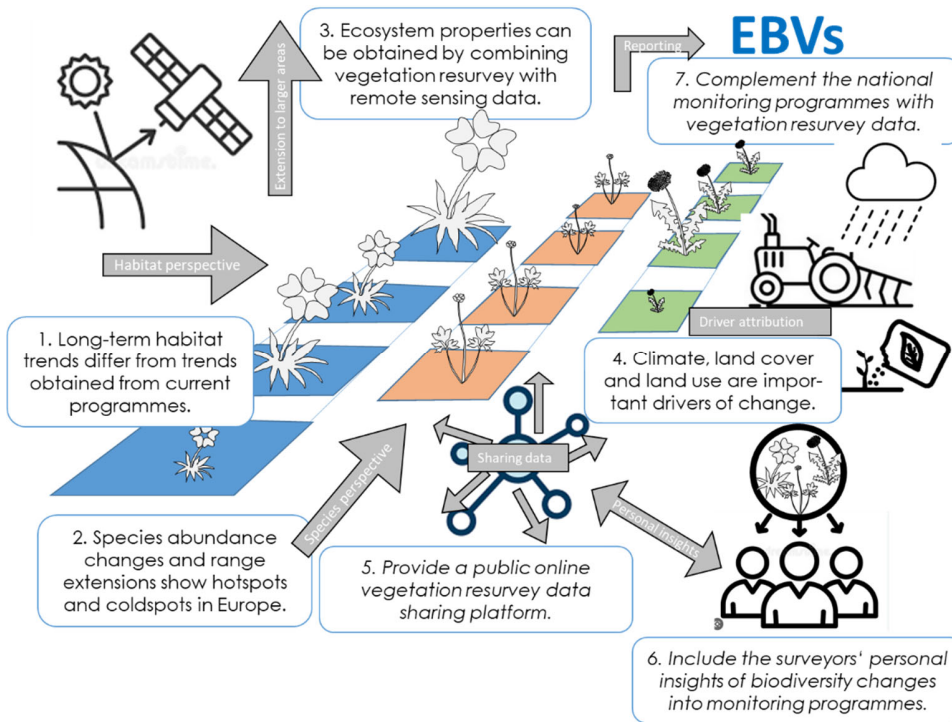 3. Ecosystem properties can
be obtained by combining
vegetation resurvey with
remote sensing data.
Extension to larger areas
Reporting
EBVs
7. Complement the national
monitoring programmes with
vegetation resurvey data.
Habitat perspective
1. Long-term habitat
trends differ from trends
obtained from current
programmes.
Driver attribution
4. Climate, land cover
and land use are impor-
tant drivers of change.
Species perspective
Sharing data
Personal insights
2. Species abundance
changes and range
extensions show hotspots
and coldspots in Europe.
5. Provide a public online
vegetation resurvey data
sharing platform.
6. Include the surveyors‘ personal
insights of biodiversity changes
into monitoring programmes.